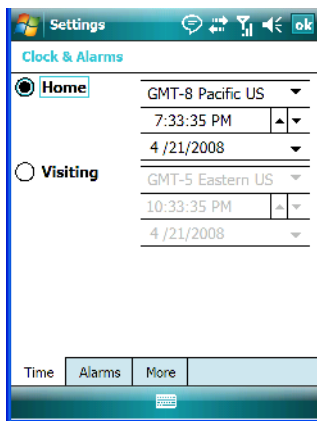 Settings
ok
Clock & Alarms
Home
GMT-8 Pacific US
7:33:35 PM
4 /21/2008
Visiting
GMT-5 Eastern US
10:33:35 PM
4 /21/2008
Time Alarms More